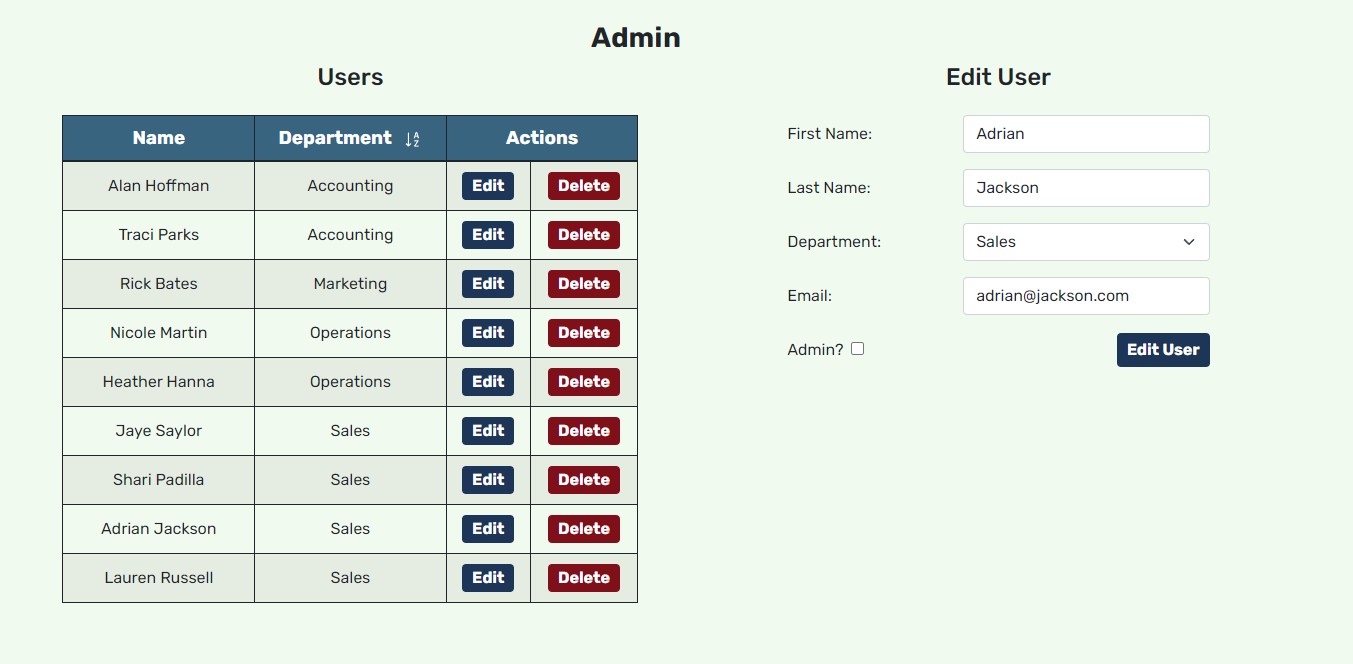 Admin
Users
Name Department A Z Actions
Alan Hoffman Accounting Edit Delete
Traci Parks Accounting Edit Delete
Rick Bates Marketing Edit Delete
Nicole Martin Operations Edit Delete
Heather Hanna Operations Edit Delete
Jaye Saylor Sales Edit Delete
Shari Padilla Sales Edit Delete
Adrian Jackson Sales Edit Delete
Lauren Russell Sales Edit Delete
Edit User
First Name: Adrian
Last Name: Jackson
Department: Sales
Email: adrian@jackson.com
Admin? Edit User